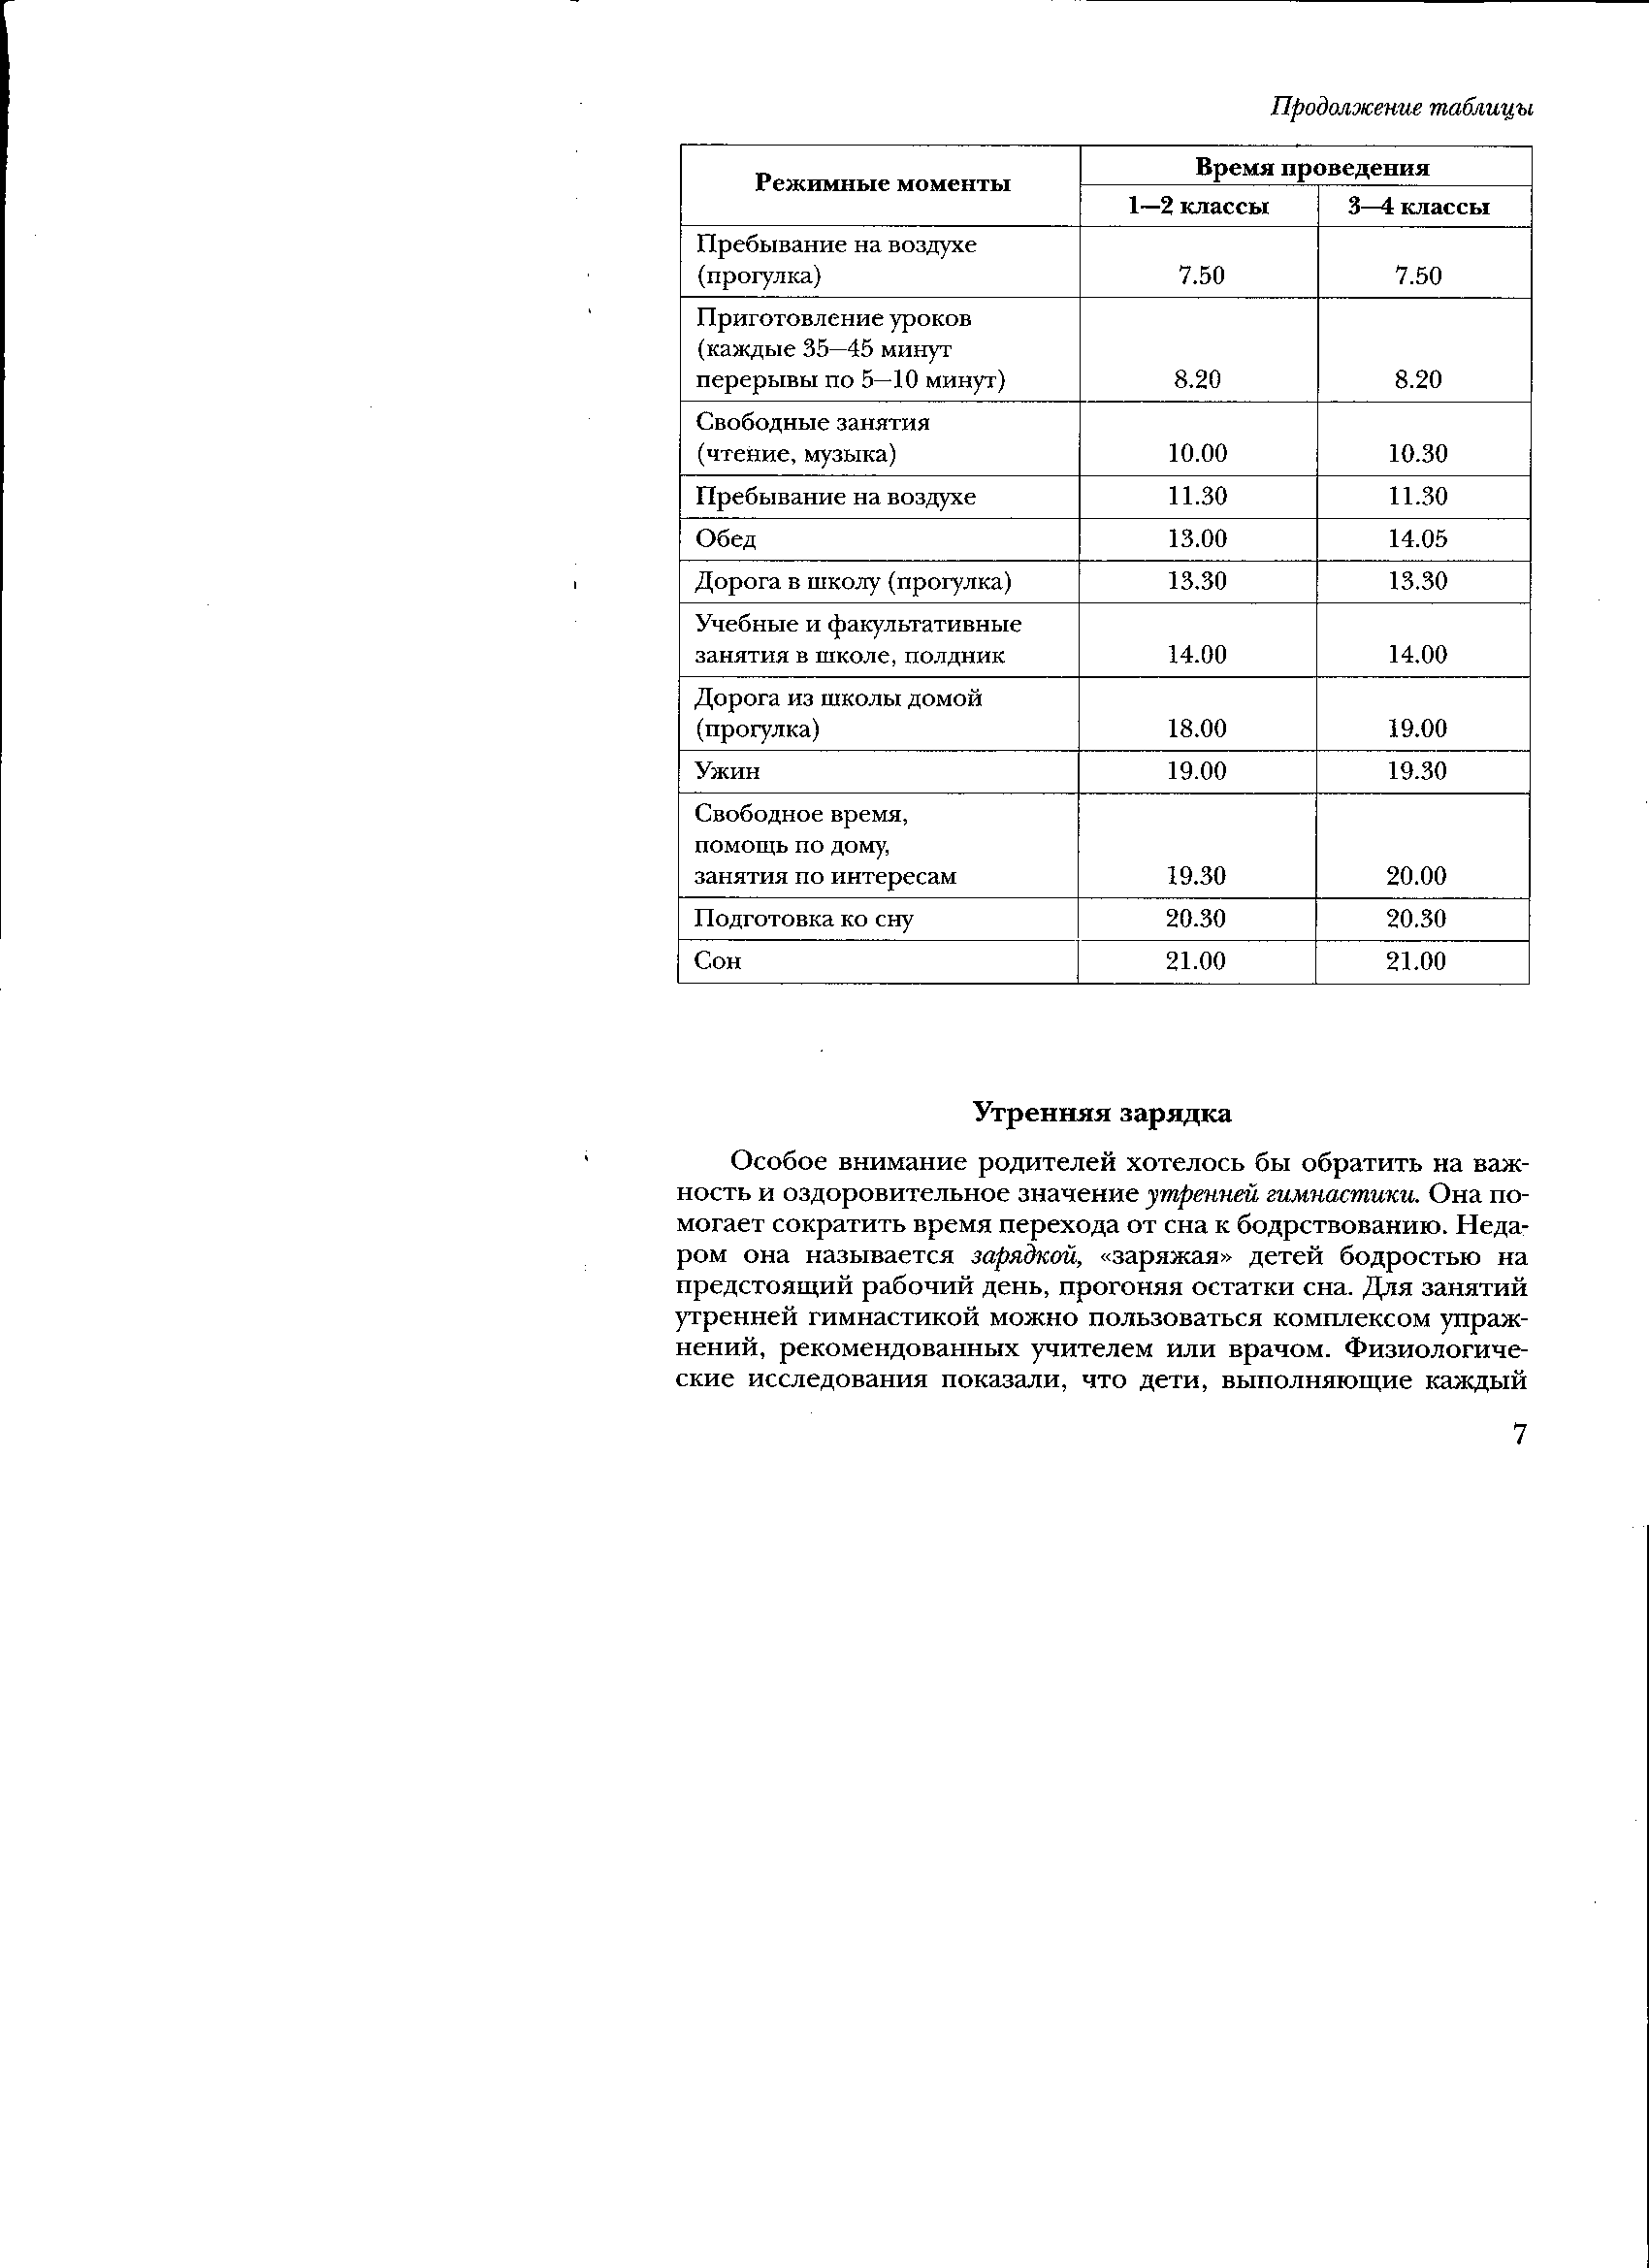 Продолжение таблицы
Режимные моменты
Время проведения
1—2 классы
3—4 классы
Пребывание на воздухе
(прогулка) 7.50 7.50
Приготовление уроков
(каждые 35—45 минут
перерывы по 5—10 минут) 8.20 8.20
Свободные занятия
(чтение, музыка) 10.00 10.30
Пребывание на воздухе 11.30 11.30
Обед 13.00 14.05
Дорога в школу (прогулка) 13.30 13.30
Учебные и факультативные
занятия в школе, полдник 14.00 14.00
Дорога из школы домой
(прогулка) 18.00 19.00
Ужин 19.00 19.30
Свободное время,
помощь по дому,
занятия по интересам 19.30 20.00
Подготовка ко сну 20.30 20.30
Сон 21.00 21.00
Утренняя зарядка
Особое внимание родителей хотелось бы обратить на важ-
ность и оздоровительное значение утренней гимнастики. Она по-
могает сократить время перехода от сна к бодрствованию. Неда-
ром она называется зарядкой, «заряжая» детей бодростью на
предстоящий рабочий день, прогоняя остатки сна. Для занятий
утренней гимнастикой можно пользоваться комплексом упраж-
нений, рекомендованных учителем или врачом. Физиологиче-
ские исследования показали, что дети, выполняющие каждый
7